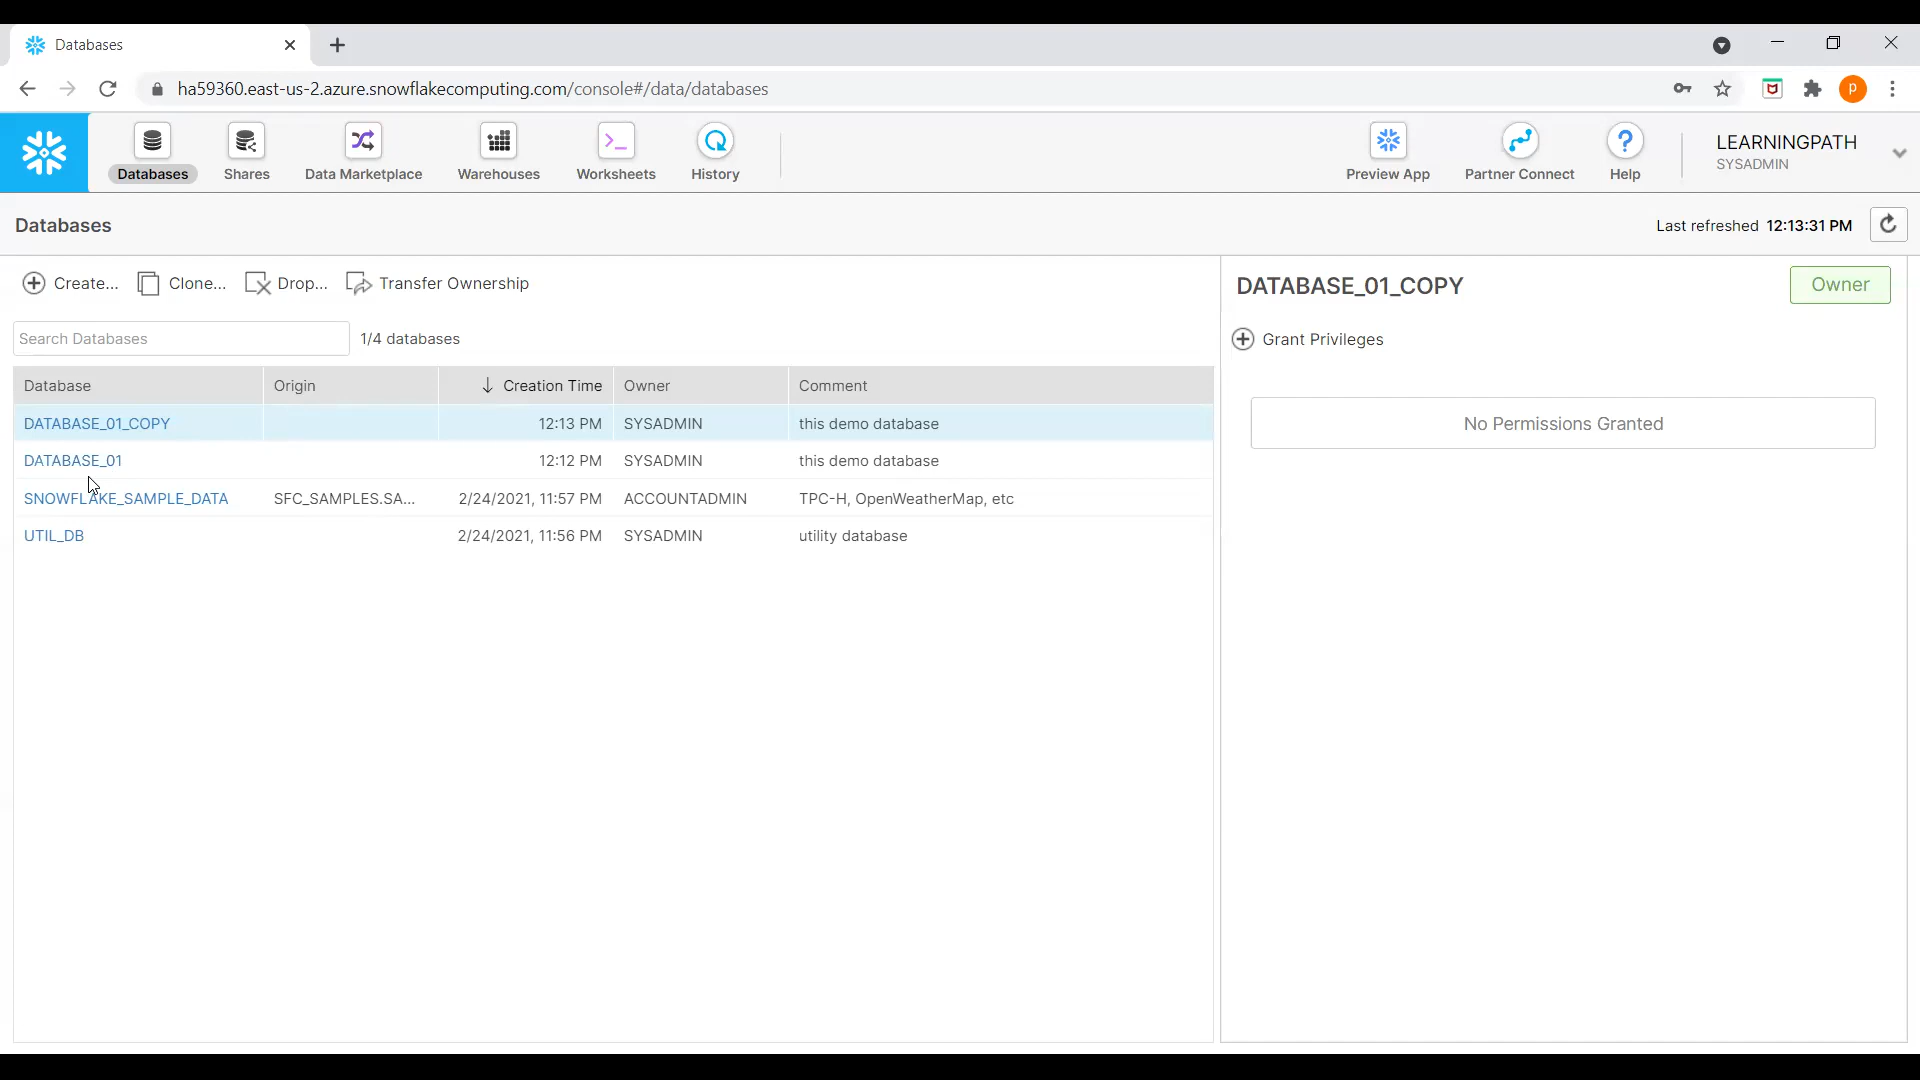 Databases
ha59360.east-us-2.azure.snowflakecomputing.com/console#/data/databases
P
Databases Shares Data Marketplace Warehouses Worksheets History Preview App Partner Connect Help LEARNINGPATH
SYSADMIN
Databases Last refreshed 12:13:31 PM
Create... Clone... Drop... Transfer Ownership
Search Databases 1/4 databases
Database Origin Creation Time Owner Comment
DATABASE_01_COPY 12:13 PM SYSADMIN this demo database
DATABASE_01 12:12 PM SYSADMIN this demo database
SNOWFLAKE_SAMPLE_DATA SFC_SAMPLES.SA... 2/24/2021, 11:57 PM ACCOUNTADMIN TPC-H, OpenWeatherMap, etc
UTIL_DB 2/24/2021, 11:56 PM SYSADMIN utility database
DATABASE_01_COPY Owner
Grant Privileges
No Permissions Granted